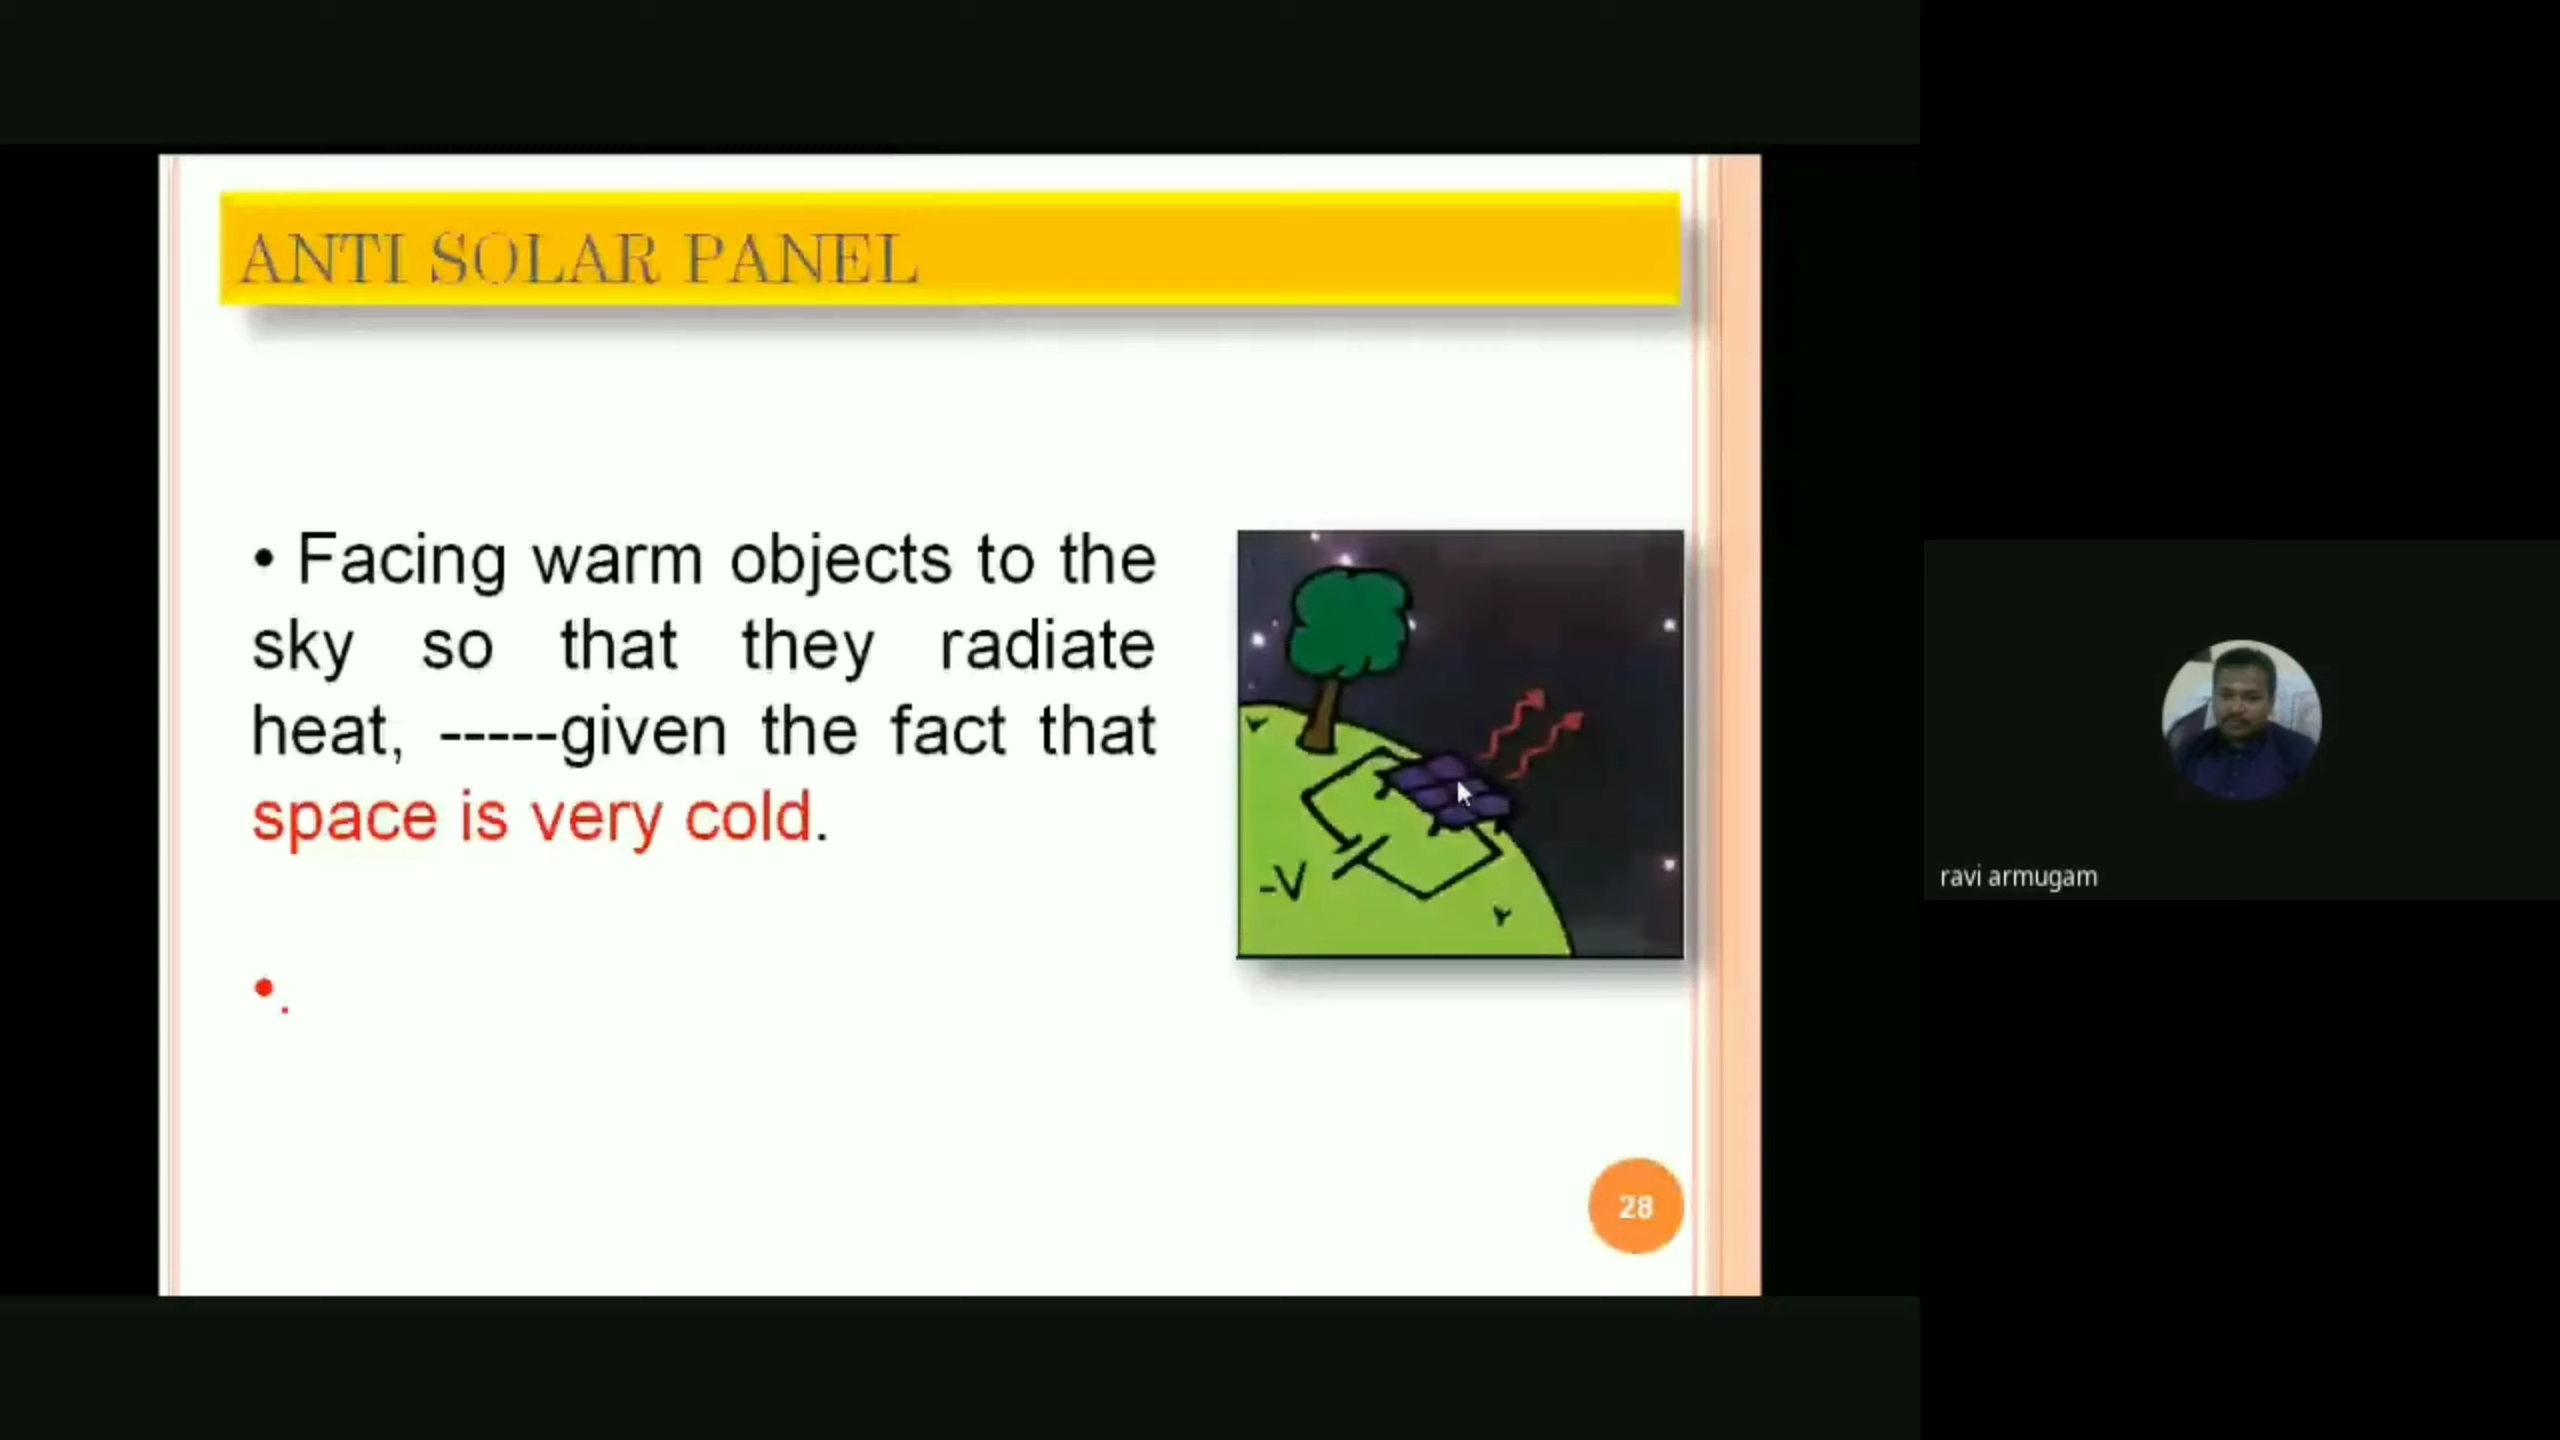 ANTI SOLAR PANEL
• Facing warm objects to the
sky so that they radiate
heat, -----given the fact that
space is very cold.
• .
-V
28
ravi armugam